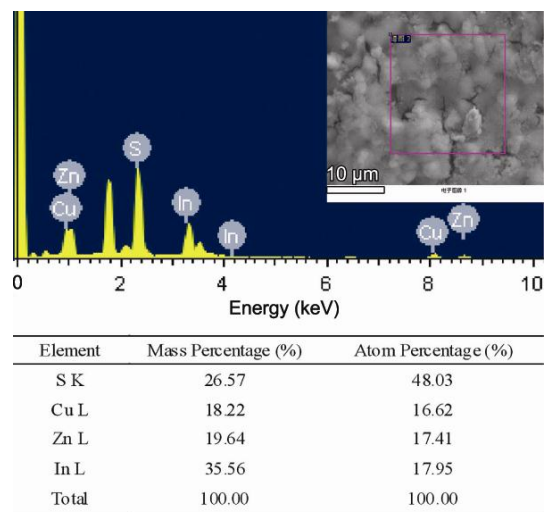 Zn
Cu
S
In
In
Cu
Zn
10 μm
0 2 4 6 8 10
Energy (keV)
Element Mass Percentage (%) Atom Percentage (%)
S K 26.57 48.03
Cu L 18.22 16.62
Zn L 19.64 17.41
In L 35.56 17.95
Total 100.00 100.00